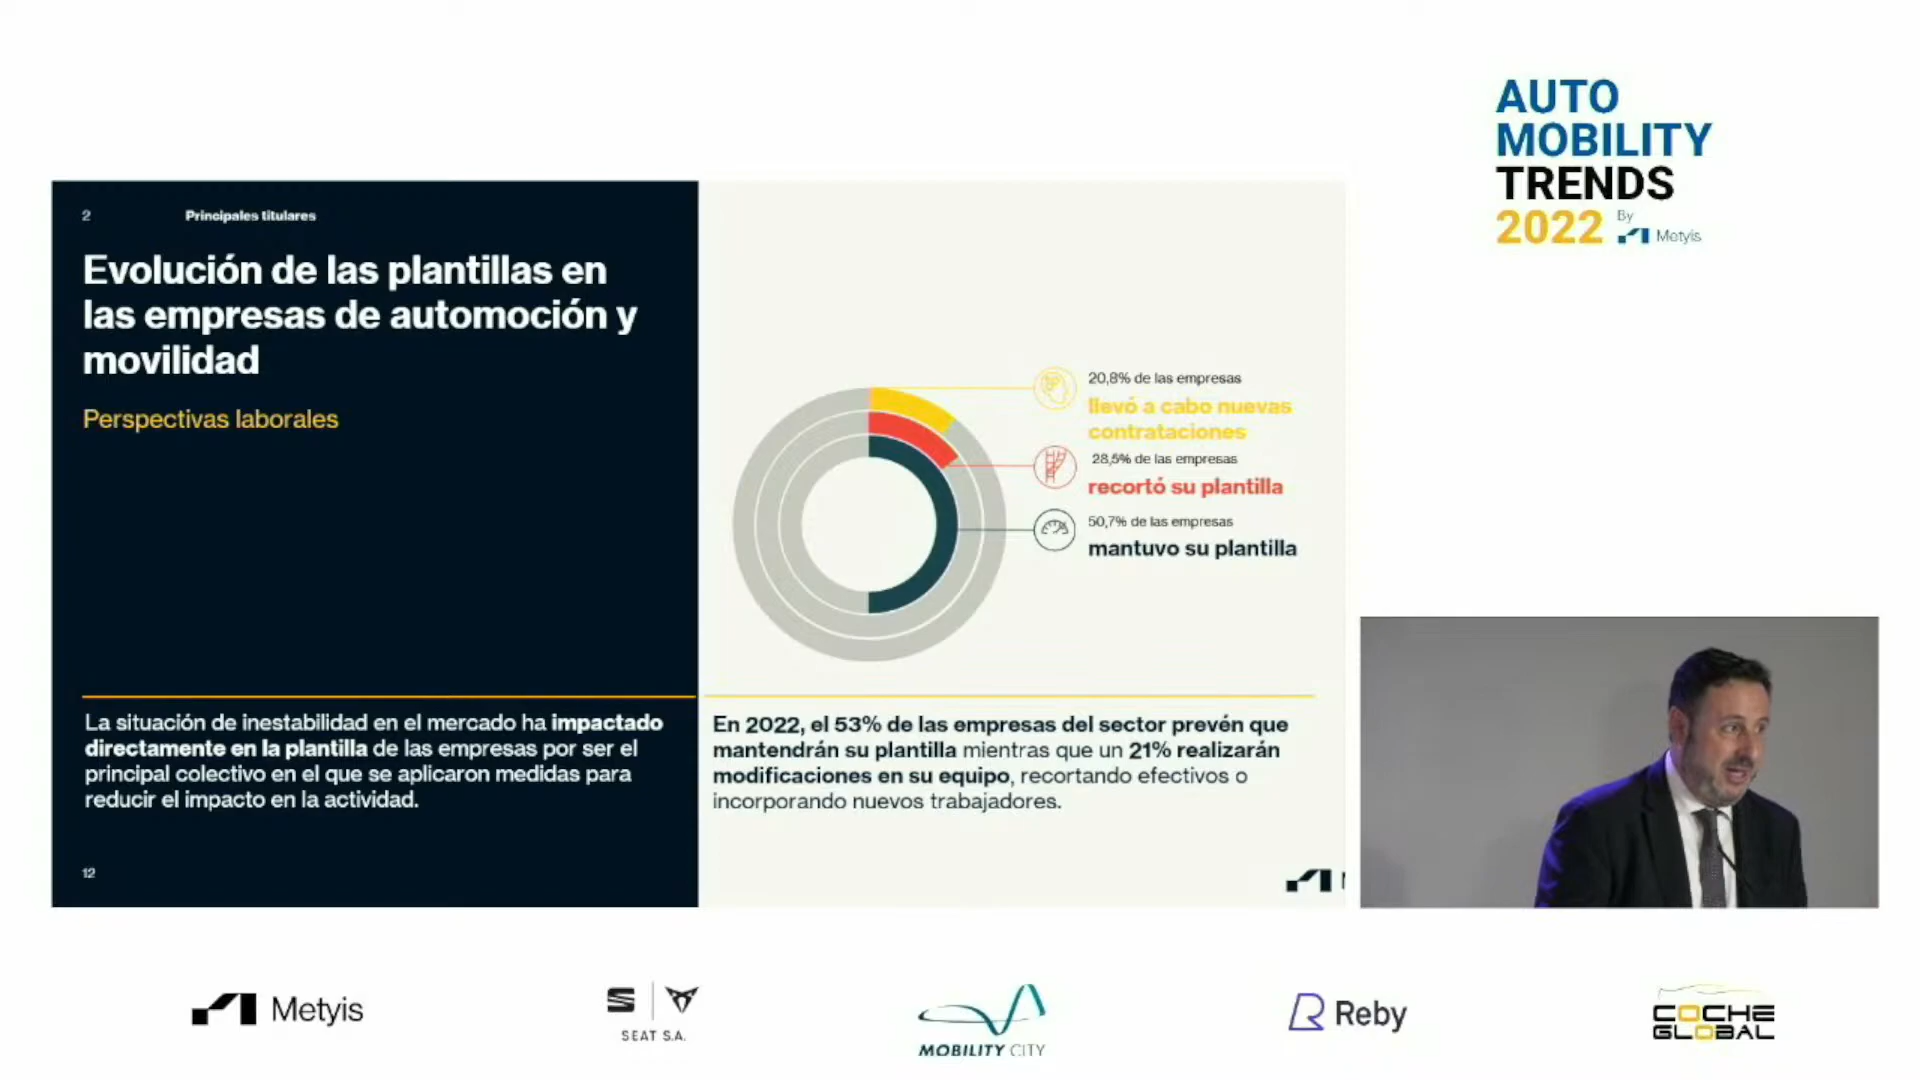 AUTO
MOBILITY
TRENDS
2022 By
Metyis
2 Principales titulares
Evolución de las plantillas en
las empresas de automoción y
movilidad
Perspectivas laborales
La situación de inestabilidad en el mercado ha impactado
directamente en la plantilla de las empresas por ser el
principal colectivo en el que se aplicaron medidas para
reducir el impacto en la actividad.
12
20,8% de las empresas
llevó a cabo nuevas
contrataciones
28,5% de las empresas
recortó su plantilla
50,7% de las empresas
mantuvo su plantilla
En 2022, el 53% de las empresas del sector prevén que
mantendrán su plantilla mientras que un 21% realizarán
modificaciones en su equipo, recortando efectivos o
incorporando nuevos trabajadores.
Metyis
SEAT S.A.
MOBILITY CITY
Reby
COCHE
GLOBAL